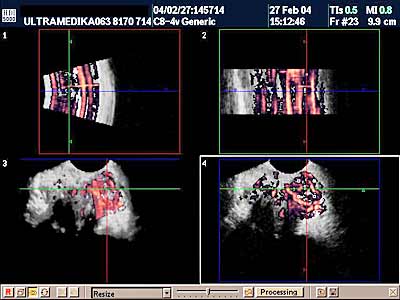 04/02/27:145714 27 Feb 04 TIs 0.5 MI 0.8
ULTRAMEDIKA063 8170 714 C8-4v Generic 15:12:46 Fr #23 9.9 cm
1 2
3 4
R Resize Processing